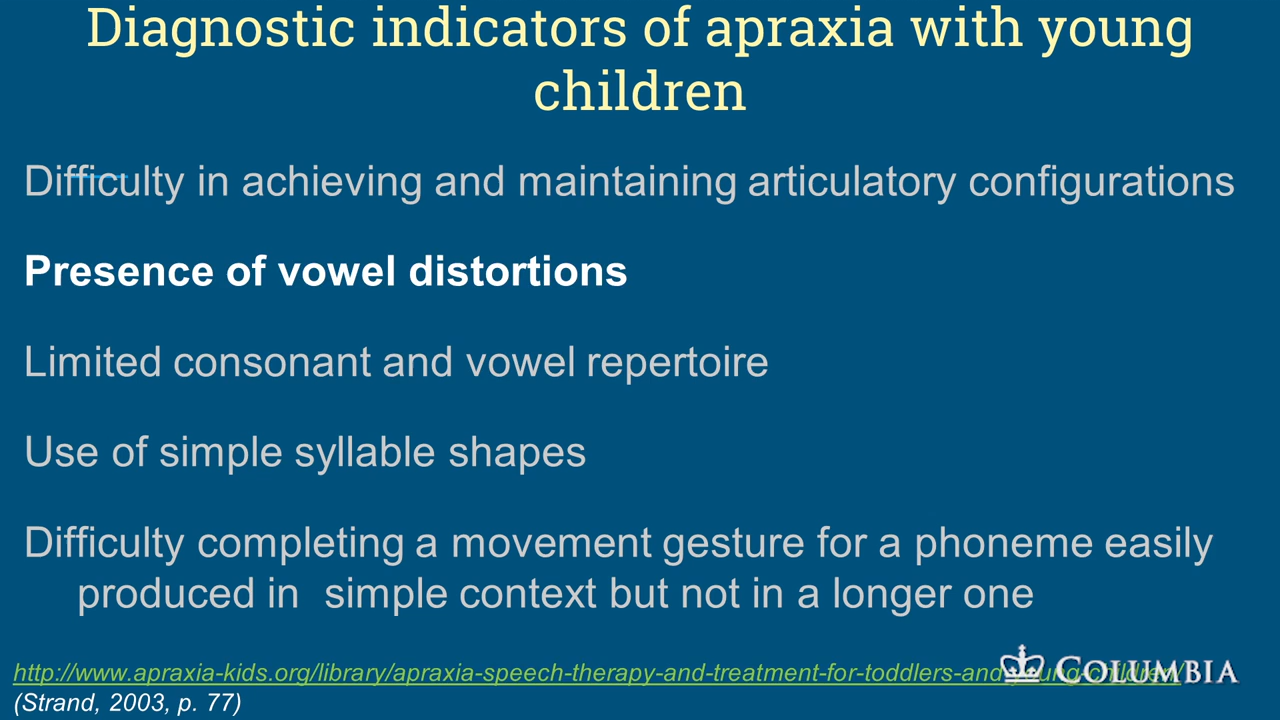 Diagnostic indicators of apraxia with young
children
Difficulty in achieving and maintaining articulatory configurations
Presence of vowel distortions
Limited consonant and vowel repertoire
Use of simple syllable shapes
Difficulty completing a movement gesture for a phoneme easily
produced in simple context but not in a longer one
http://www.apraxia-kids.org/library/apraxia-speech-therapy-and-treatment-for-toddlers-and-young-children/
COLUMBIA
(Strand, 2003, p. 77)